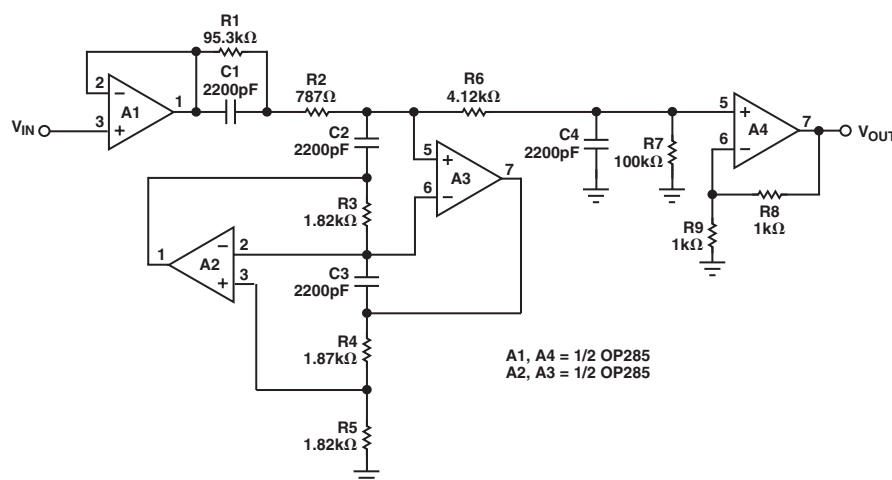 R1
95.3kΩ
C1
2200pF
2
3
1
A1
VIN
R2
787Ω
R6
4.12kΩ
C2
2200pF
C4
2200pF
R7
100kΩ
5
6
7
A4
VOUT
R8
1kΩ
R9
1kΩ
5
6
7
A3
R3
1.82kΩ
1
2
3
A2
C3
2200pF
R4
1.87kΩ
R5
1.82kΩ
A1, A4 = 1/2 OP285
A2, A3 = 1/2 OP285